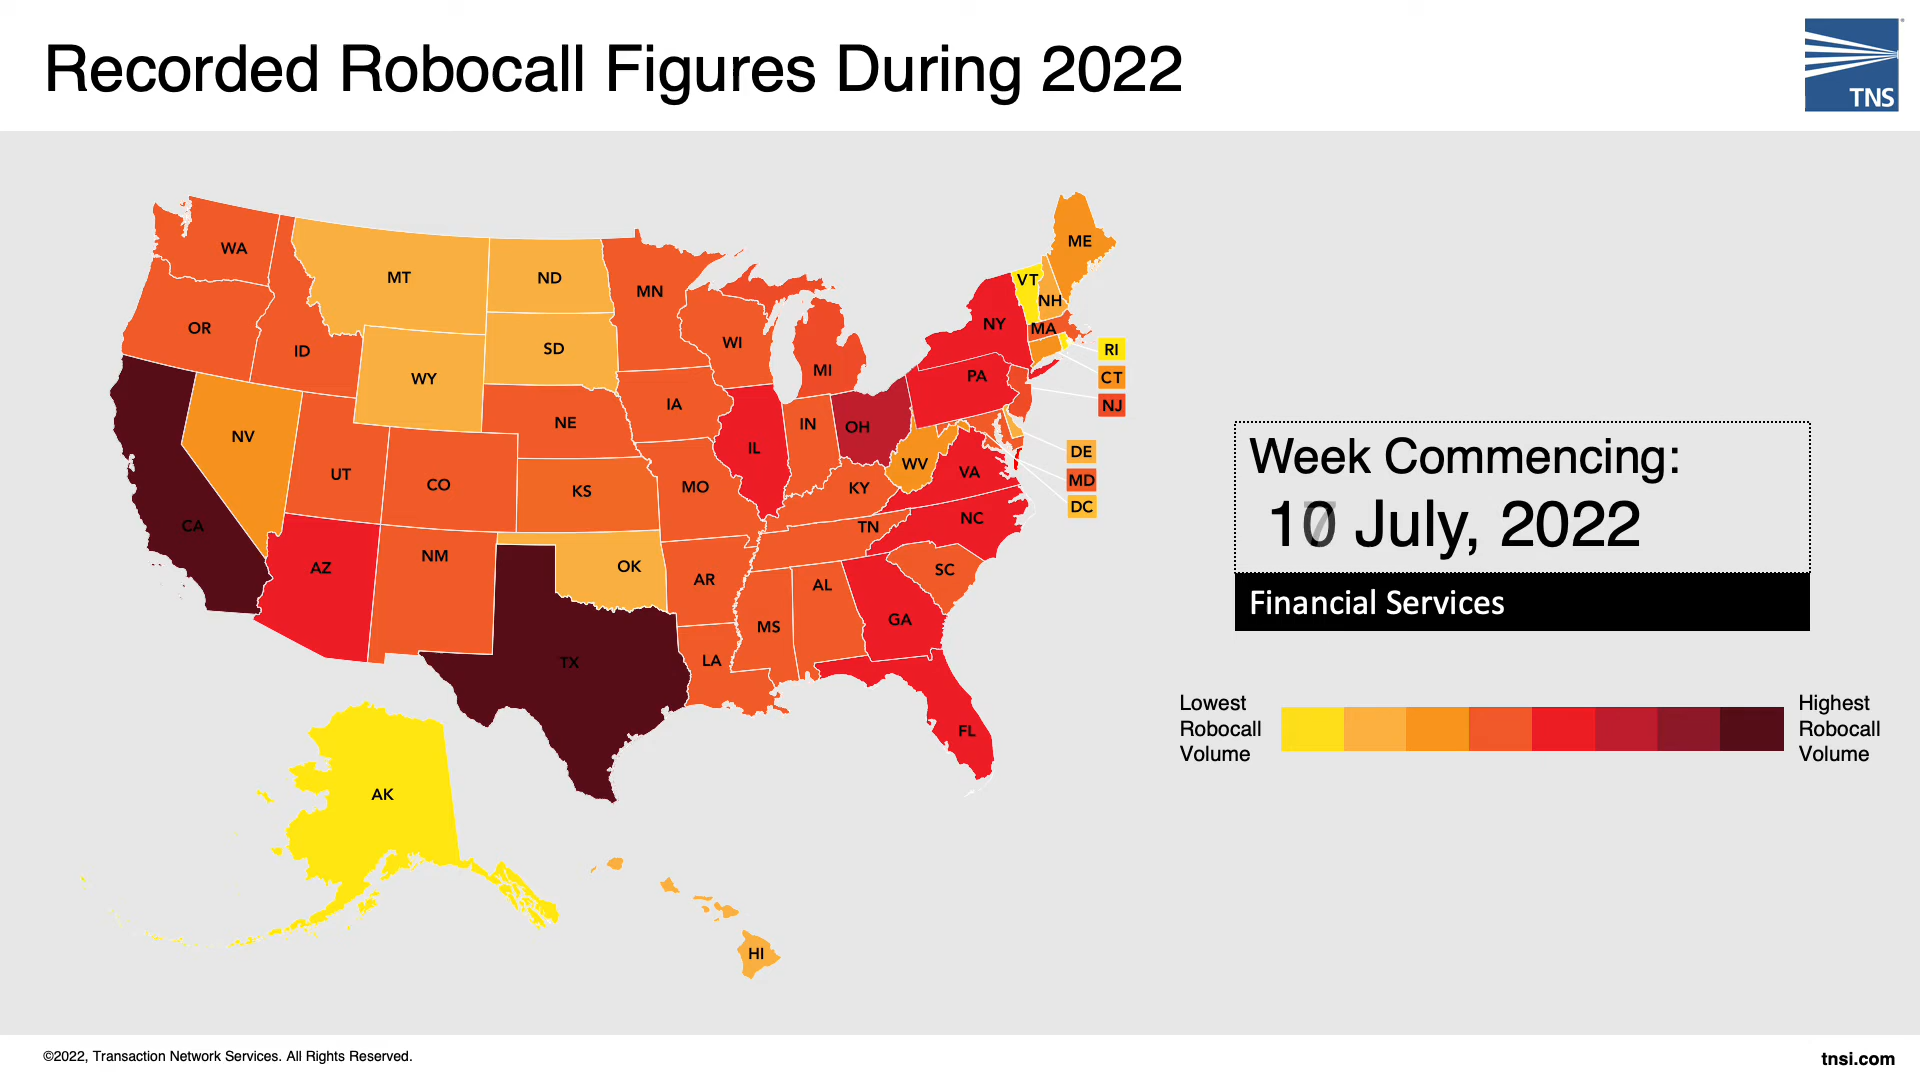 Recorded Robocall Figures During 2022
TNS
WA
MT
ND
MN
ME
VT
NH
OR
ID
SD
WI
NY
MA
RI
WY
MI
PA
CT
NJ
NV
NE
IA
IN
OH
UT
CO
KS
MO
IL
KY
WV
VA
DE
MD
DC
CA
AZ
NM
OK
AR
TN
NC
SC
TX
LA
MS
AL
GA
FL
AK
HI
Week Commencing:
July, 2022
Financial Services
Lowest
Robocall
Volume
Highest
Robocall
Volume
©2022, Transaction Network Services. All Rights Reserved.
tnsi.com